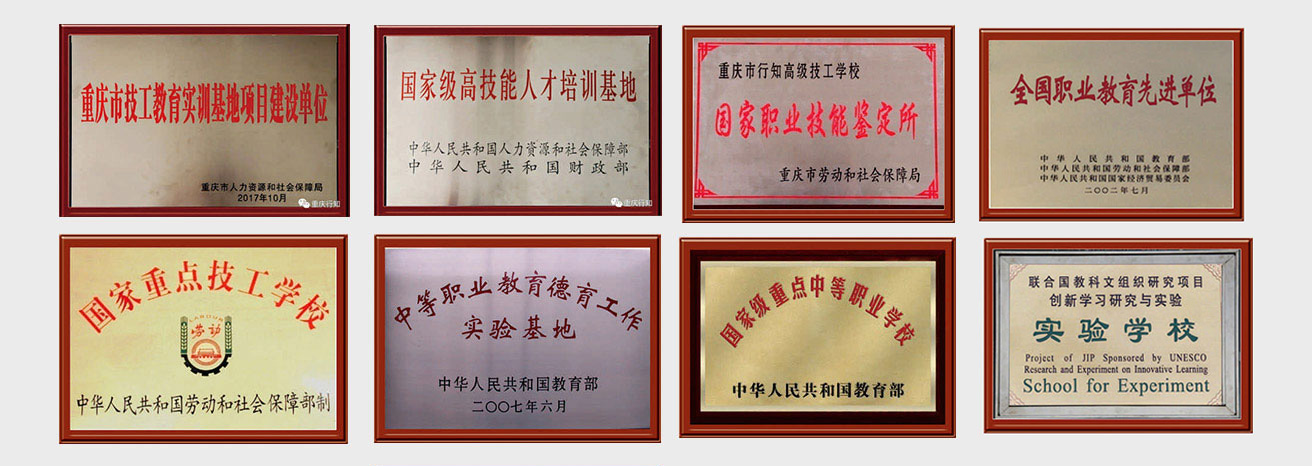 重庆市技工教育实训基地项目建设单位
重庆市人力资源和社会保障局
2017年10月
重庆行知
国家级高技能人才培训基地
中华人民共和国人力资源和社会保障部
中华人民共和国财政部
重庆行知
重庆市行知高级技工学校
国家职业技能鉴定所
重庆市劳动和社会保障局
全国职业教育先进单位
中华人民共和国教育部
中华人民共和国劳动和社会保障部
中华人民共和国国家经济贸易委员会
二〇〇二年七月
国家重点技工学校
LABOUR
劳动
中华人民共和国劳动和社会保障部制
中等职业教育德育工作
实验基地
中华人民共和国教育部
二〇〇七年六月
国家级重点中等职业学校
中华人民共和国教育部
联合国教科文组织研究项目
创新学习研究与实验
实验学校
Project of JIP Sponsored by UNESCO
Research and Experiment on Innovative Learning
School for Experiment